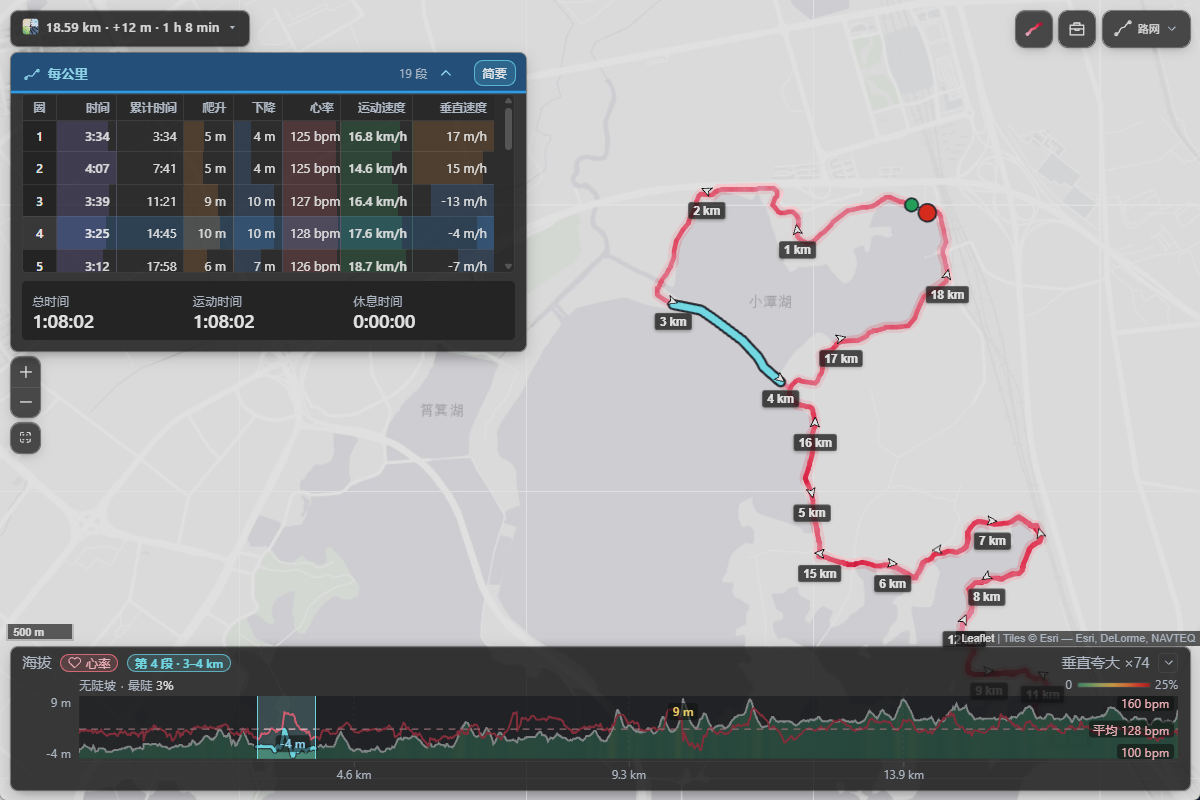 18.59 km · +12 m · 1 h 8 min
路网
每公里 19 段 简要
圈 时间 累计时间 爬升 下降 心率 运动速度 垂直速度
1 3:34 3:34 5 m 4 m 125 bpm 16.8 km/h 17 m/h
2 4:07 7:41 5 m 4 m 125 bpm 14.6 km/h 15 m/h
3 3:39 11:21 9 m 10 m 127 bpm 16.4 km/h -13 m/h
4 3:25 14:45 10 m 10 m 128 bpm 17.6 km/h -4 m/h
5 3:12 17:58 6 m 7 m 126 bpm 18.7 km/h -7 m/h
总时间 运动时间 休息时间
1:08:02 1:08:02 0:00:00
2 km
1 km
18 km
小潭湖
3 km
17 km
4 km
筲箕湖
16 km
5 km
7 km
15 km
6 km
8 km
500 m
Leaflet | Tiles © Esri — Esri, DeLorme, NAVTEQ
海拔 心率 第 4 段 · 3–4 km
垂直夸大 ×74
无陡坡 · 最陡 3%
0 25%
9 km
11 km
9 m
160 bpm
9 m
平均 128 bpm
-4 m
-4 m
100 bpm
4.6 km 9.3 km 13.9 km